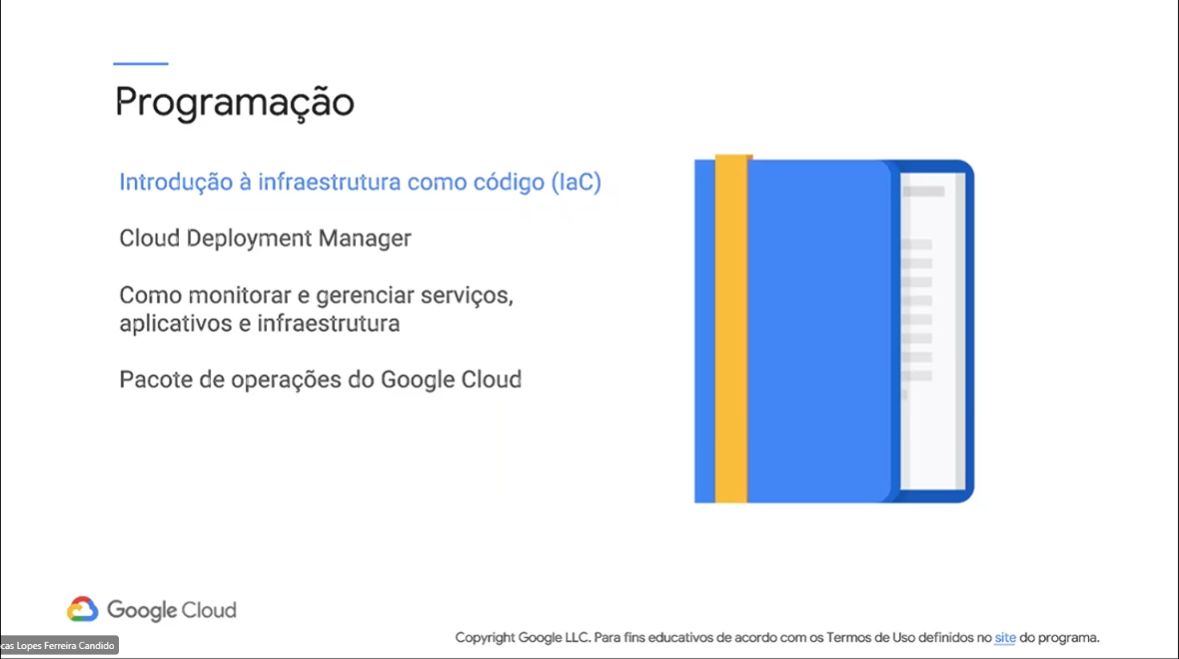 Programação
Introdução à infraestrutura como código (IaC)
Cloud Deployment Manager
Como monitorar e gerenciar serviços,
aplicativos e infraestrutura
Pacote de operações do Google Cloud
Google Cloud
Copyright Google LLC. Para fins educativos de acordo com os Termos de Uso definidos no site do programa.
cas Lopes Ferreira Candido